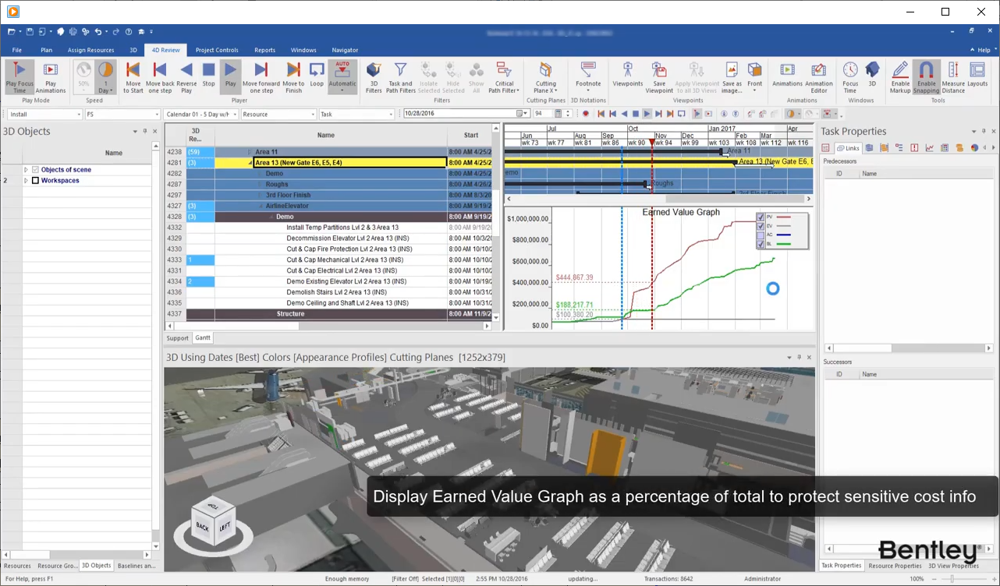 File Plan Assign Resources 3D 4D Review Project Controls Reports Windows Navigator Help
Play Focus Time
Play Animations
50%
1 Day
Move to Start
Move back one step
Reverse Play
Stop
Play
Move forward one step
Move to Finish
Loop
AUTO
Automatic
3D Filters
Task and Path Filters
Isolate Selected
Hide Selected
Show All
Critical Path Filter
Cutting Plane X
Footnote
Viewpoints
Save Viewpoint
Apply Viewpoint to all 3D Views
Save as image...
Front
Animations
Animation Editor
Focus Time
3D
Enable Markup
Enable Snapping
Measure Distance
Layouts
Play Mode Speed Player Filters Cutting Planes 3D Notations Viewpoints Animations Windows Tools
Install FS Calendar 01 - 5 Day w/H Resource Task 10/28/2016 94
3D Objects
Name
Objects of scene
2 Workspaces
3D Re... Name Start
4238 (59) Area 11 8:00 AM 4/25/2
4281 (3) Area 13 (New Gate E6, E5, E4) 8:00 AM 4/25/2
4282 Demo 8:00 AM 4/25/2
4287 Roughs 8:00 AM 4/26/2
4297 3rd Floor Finish 8:00 AM 8/3/20
4327 (3) AirlineElevator 8:00 AM 9/19/2
4328 (3) Demo 8:00 AM 9/19/2
4332 Install Temp Partitions Lvl 2 & 3 Area 13 8:00 AM 9/19/20
4329 Decommission Elevator Lvl 2 Area 13 (INS) 8:00 AM 10/3/20
4330 Cut & Cap Fire Protection Lvl 2 Area 13 (INS) 8:00 AM 10/10/2
4333 1 Cut & Cap Mechanical Lvl 2 Area 13 (INS) 8:00 AM 10/10/2
4331 Cut & Cap Electrical Lvl 2 Area 13 (INS) 8:00 AM 10/10/2
4334 2 Demo Existing Elevator Lvl 2 Area 13 (INS) 8:00 AM 10/19/2
4336 Demolish Stairs Lvl 2 Area 13 (INS) 8:00 AM 10/26/2
4335 Demo Ceiling and Shaft Lvl 2 Area 13 (INS) 8:00 AM 10/31/2
4337 Structure 8:00 AM 11/9/2
Support Gantt
Jul Oct Jan 2017 Apr
Jun Aug Sep Nov Dec Feb Mar
wk 73 wk 77 wk 81 wk 86 wk 90 wk 94 wk 99 wk 103 wk 108 wk 112 wk 116
Area 11
Area 13 (New Gate E6, E
emo
Roughs
3rd Floor Finish
Earned Value Graph
$1,000,000.00
$800,000.00
$600,000.00
$400,000.00
$200,000.00
$0.00
$444,867.39
$188,217.71
$100,380.20
PV
EV
AC
BL
Task Properties
Links
Predecessors
ID Name
Successors
ID Name
3D Using Dates [Best] Colors [Appearance Profiles] Cutting Planes [1252x379]
TOP
BACK LEFT
Display Earned Value Graph as a percentage of total to protect sensitive cost info
Bentley
Resources Resource Gro... 3D Objects Baselines an...
Task Properties Resource Properties 3D View Properties
For Help, press F1 Enough memory [Filter Off] Selected [1][0][0] 2:55 PM 10/28/2016 updating... Transactions: 8642 Administrator 100%